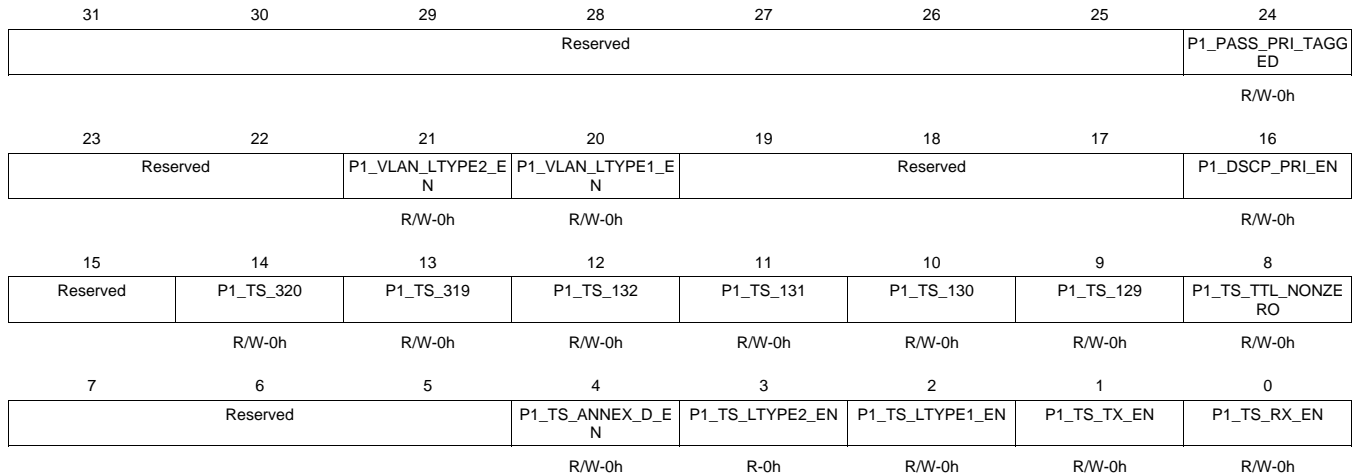 31 30 29 28 27 26 25 24
Reserved P1_PASS_PRI_TAGG
ED
R/W-0h
23 22 21 20 19 18 17 16
Reserved P1_VLAN_LTYPE2_E P1_VLAN_LTYPE1_E Reserved P1_DSCP_PRI_EN
N N
R/W-0h R/W-0h R/W-0h
15 14 13 12 11 10 9 8
Reserved P1_TS_320 P1_TS_319 P1_TS_132 P1_TS_131 P1_TS_130 P1_TS_129 P1_TS_TTL_NONZE
RO
R/W-0h R/W-0h R/W-0h R/W-0h R/W-0h R/W-0h R/W-0h
7 6 5 4 3 2 1 0
Reserved P1_TS_ANNEX_D_E P1_TS_LTYPE2_EN P1_TS_LTYPE1_EN P1_TS_TX_EN P1_TS_RX_EN
N
R/W-0h R-0h R/W-0h R/W-0h R/W-0h